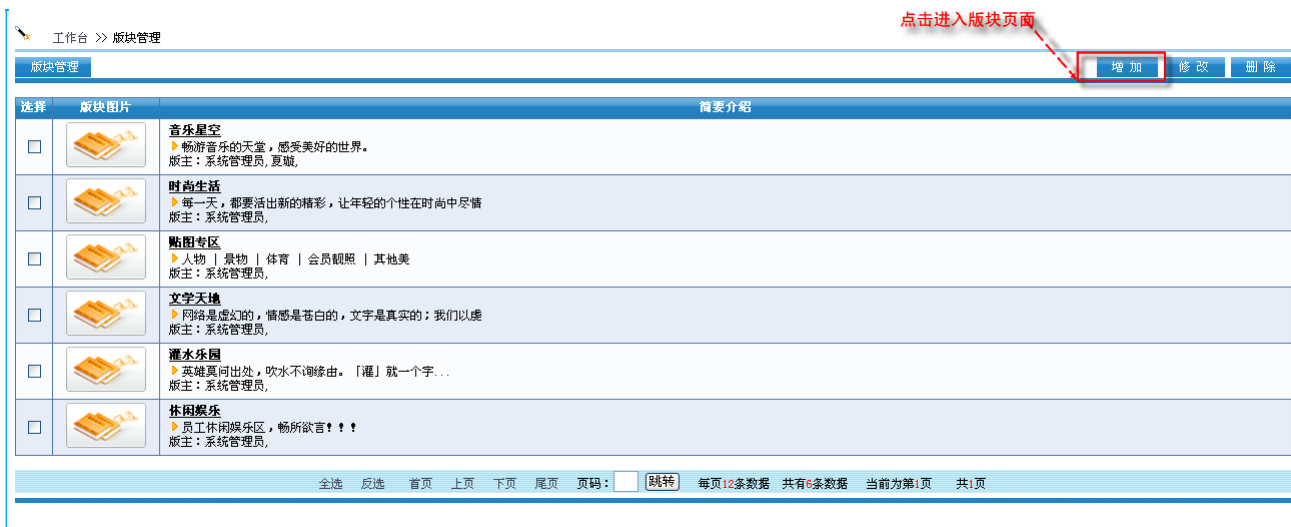 点击进入版块页面
工作台 >> 版块管理
版块管理 增 加 修 改 删 除
选择 版块图片 简要介绍
音乐星空
畅游音乐的天堂，感受美好的世界。
版主：系统管理员,夏璇,
时尚生活
每一天，都要活出新的精彩，让年轻的个性在时尚中尽情
版主：系统管理员,
贴图专区
人物 | 景物 | 体育 | 会员靓照 | 其他美
版主：系统管理员,
文学天地
网络是虚幻的，情感是苍白的，文字是真实的；我们以虔
版主：系统管理员,
灌水乐园
英雄莫问出处，吹水不询缘由。「灌」就一个字...
版主：系统管理员,
休闲娱乐
员工休闲娱乐区，畅所欲言！！！
版主：系统管理员,
全选 反选 首页 上页 下页 尾页 页码： 跳转 每页12条数据 共有6条数据 当前为第1页 共1页